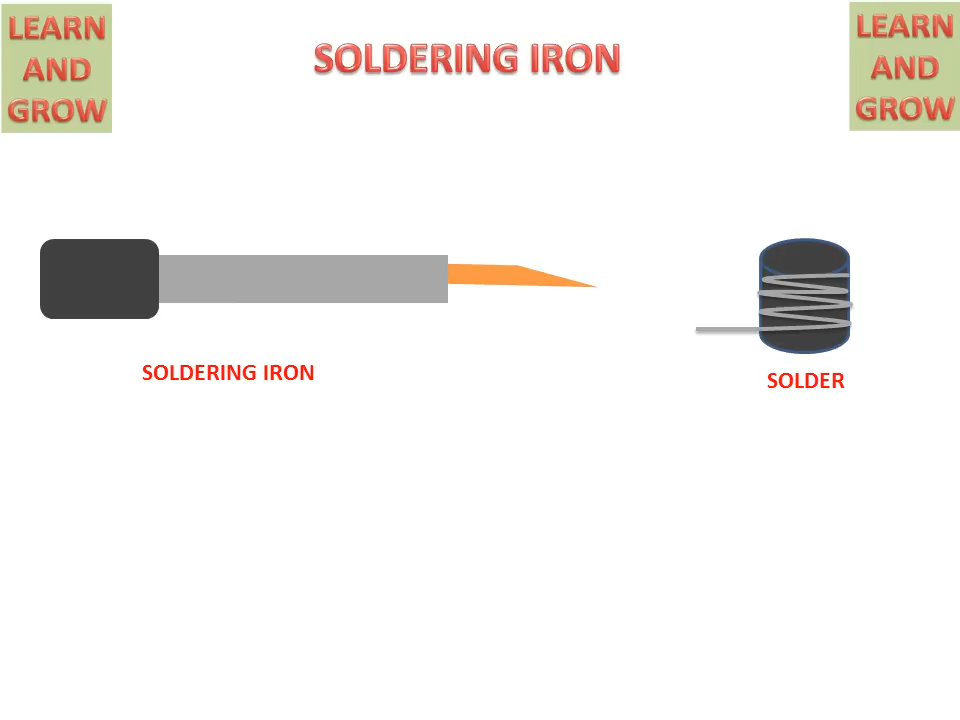 LEARN
AND
GROW
SOLDERING IRON
LEARN
AND
GROW
SOLDERING IRON
SOLDER